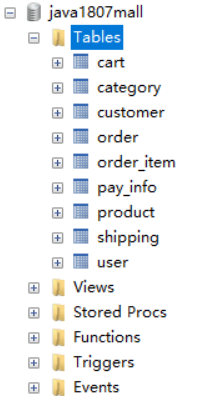 java1807mall
Tables
cart
category
customer
order
order_item
pay_info
product
shipping
user
Views
Stored Procs
Functions
Triggers
Events